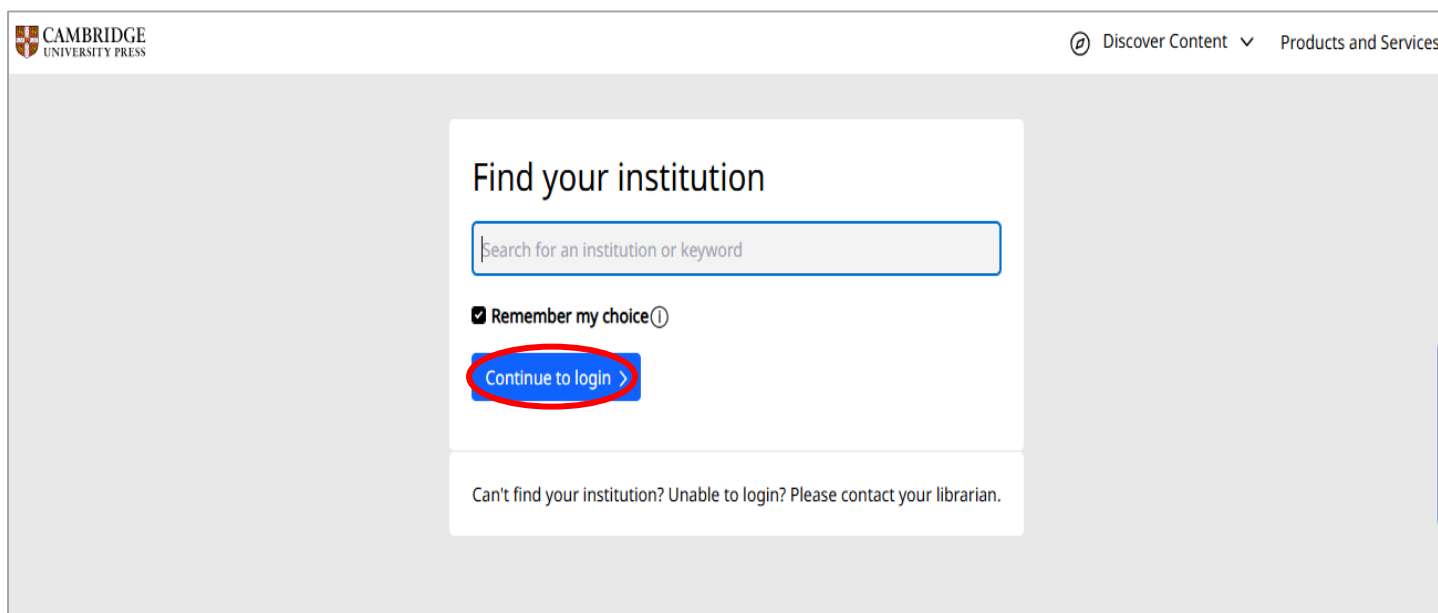 CAMBRIDGE
UNIVERSITY PRESS
Discover Content
Products and Services
Find your institution
Search for an institution or keyword
Remember my choice
Continue to login
Can't find your institution? Unable to login? Please contact your librarian.